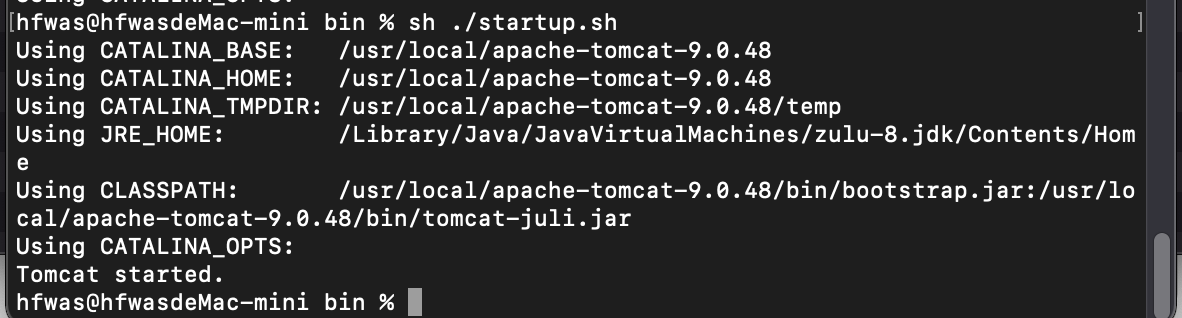 [hfwas@hfwasdeMac-mini bin % sh ./startup.sh ]
Using CATALINA_BASE:   /usr/local/apache-tomcat-9.0.48
Using CATALINA_HOME:   /usr/local/apache-tomcat-9.0.48
Using CATALINA_TMPDIR: /usr/local/apache-tomcat-9.0.48/temp
Using JRE_HOME:        /Library/Java/JavaVirtualMachines/zulu-8.jdk/Contents/Hom
e
Using CLASSPATH:       /usr/local/apache-tomcat-9.0.48/bin/bootstrap.jar:/usr/lo
cal/apache-tomcat-9.0.48/bin/tomcat-juli.jar
Using CATALINA_OPTS:
Tomcat started.
hfwas@hfwasdeMac-mini bin %